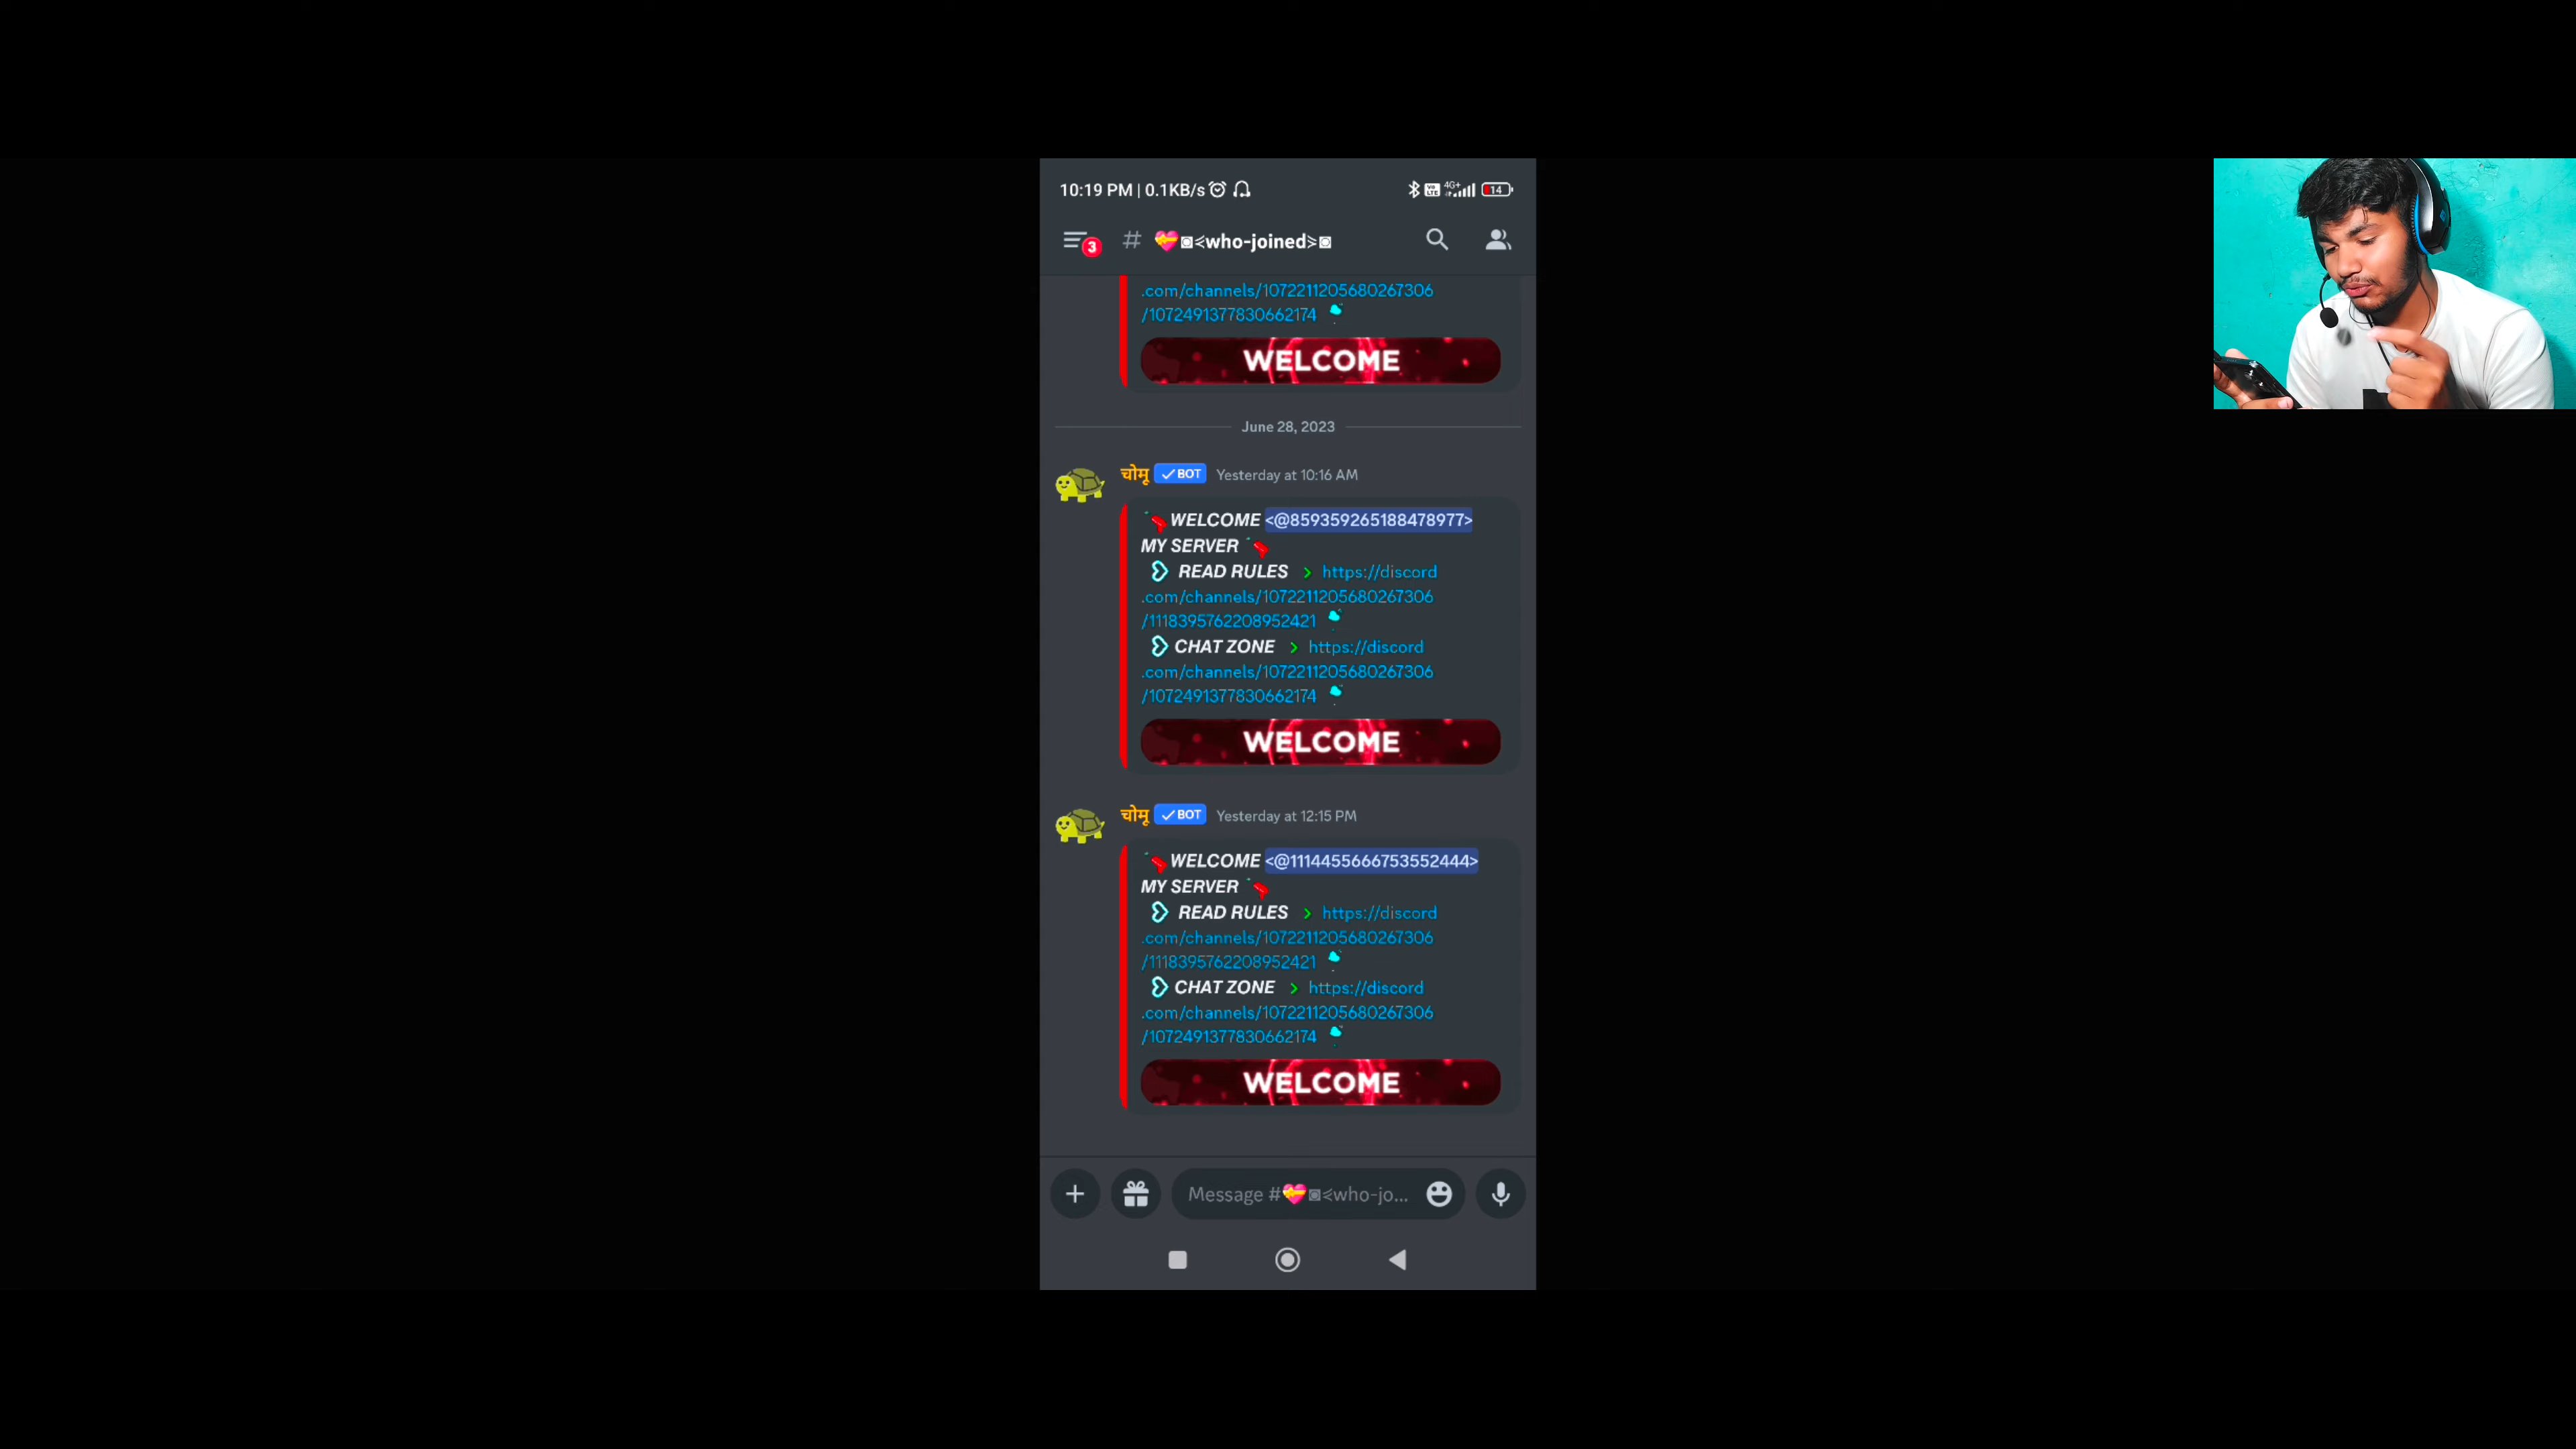 10:19 PM | 0.1KB/s 4G+ 14
3 # 💝◙⋞who-joined⋟◙
.com/channels/1072211205680267306
/1072491377830662174
WELCOME
June 28, 2023
चोमू ✓BOT Yesterday at 10:16 AM
WELCOME <@859359265188478977>
MY SERVER
READ RULES > https://discord
.com/channels/1072211205680267306
/1118395762208952421
CHAT ZONE > https://discord
.com/channels/1072211205680267306
/1072491377830662174
WELCOME
चोमू ✓BOT Yesterday at 12:15 PM
WELCOME <@1114455666753552444>
MY SERVER
READ RULES > https://discord
.com/channels/1072211205680267306
/1118395762208952421
CHAT ZONE > https://discord
.com/channels/1072211205680267306
/1072491377830662174
WELCOME
Message #💝◙⋞who-jo...